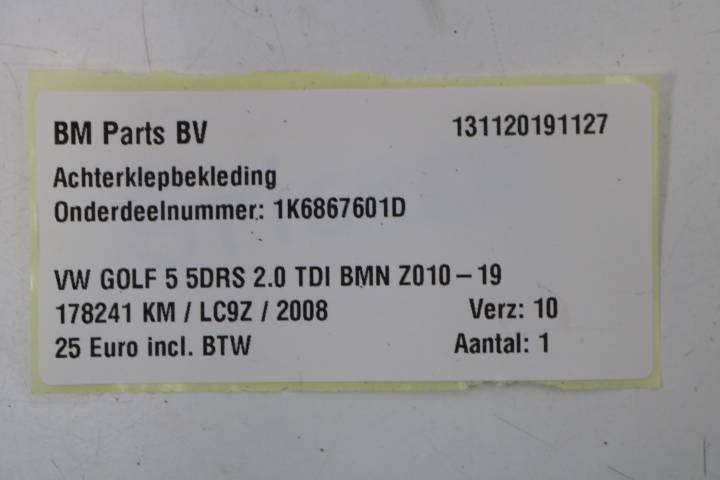 BM Parts BV 131120191127
Achterklepbekleding
Onderdeelnummer: 1K6867601D
VW GOLF 5 5DRS 2.0 TDI BMN Z010 – 19
178241 KM / LC9Z / 2008 Verz: 10
25 Euro incl. BTW Aantal: 1